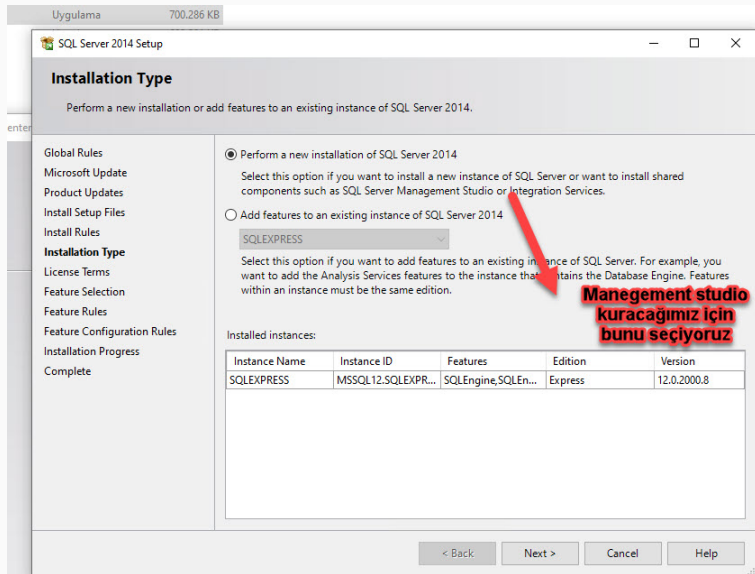 Uygulama 700.286 KB
SQL Server 2014 Setup
Installation Type
Perform a new installation or add features to an existing instance of SQL Server 2014.
enter
Global Rules
Microsoft Update
Product Updates
Install Setup Files
Install Rules
Installation Type
License Terms
Feature Selection
Feature Rules
Feature Configuration Rules
Installation Progress
Complete
Perform a new installation of SQL Server 2014
Select this option if you want to install a new instance of SQL Server or want to install shared
components such as SQL Server Management Studio or Integration Services.
Add features to an existing instance of SQL Server 2014
SQLEXPRESS
Select this option if you want to add features to an existing instance of SQL Server. For example, you
want to add the Analysis Services features to the instance that contains the Database Engine. Features
within an instance must be the same edition.
Manegement studio
kuracağımız için
bunu seçiyoruz
Installed instances:
Instance Name Instance ID Features Edition Version
SQLEXPRESS MSSQL12.SQLEXPR... SQLEngine,SQLEn... Express 12.0.2000.8
< Back Next > Cancel Help